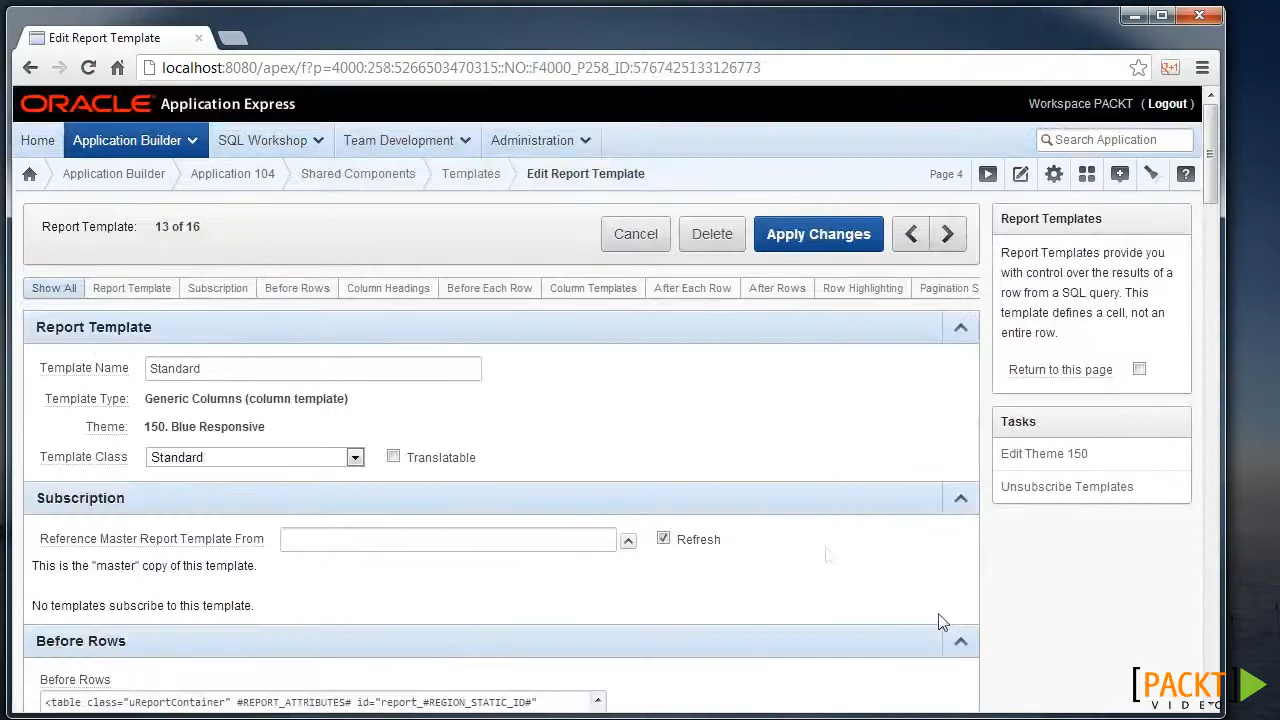 Edit Report Template
localhost:8080/apex/f?p=4000:258:5266503470315::NO::F4000_P258_ID:5767425133126773
ORACLE Application Express
Workspace PACKT ( Logout )
Home Application Builder SQL Workshop Team Development Administration
Search Application
Application Builder Application 104 Shared Components Templates Edit Report Template
Page 4
Report Template: 13 of 16
Cancel Delete Apply Changes
Show All Report Template Subscription Before Rows Column Headings Before Each Row Column Templates After Each Row After Rows Row Highlighting Pagination S
Report Template
Template Name Standard
Template Type: Generic Columns (column template)
Theme: 150. Blue Responsive
Template Class Standard Translatable
Subscription
Reference Master Report Template From Refresh
This is the "master" copy of this template.
No templates subscribe to this template.
Before Rows
Before Rows
<table class="uReportContainer" #REPORT_ATTRIBUTES# id="report_#REGION_STATIC_ID#"
Report Templates
Report Templates provide you
with control over the results of a
row from a SQL query. This
template defines a cell, not an
entire row.
Return to this page
Tasks
Edit Theme 150
Unsubscribe Templates
[PACKT]
VIDEO